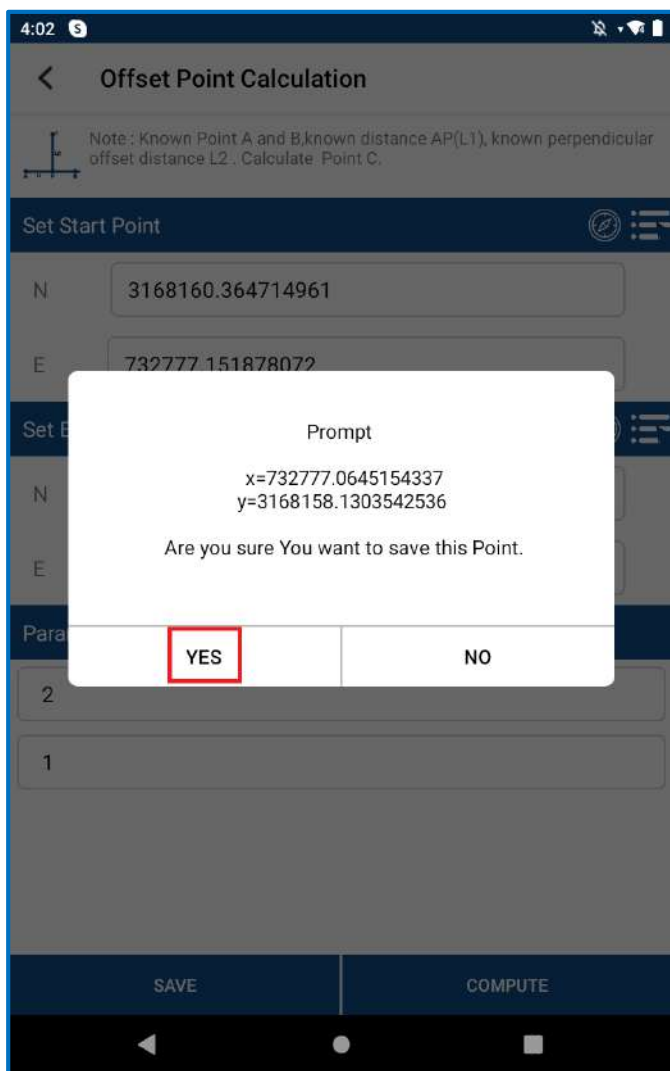 4:02 S
Offset Point Calculation
Note : Known Point A and B,known distance AP(L1), known perpendicular
offset distance L2 . Calculate Point C.
Set Start Point
N 3168160.364714961
E 732777.151878072
Set E
N
E
Para
Prompt
x=732777.0645154337
y=3168158.1303542536
Are you sure You want to save this Point.
YES NO
2
1
SAVE COMPUTE